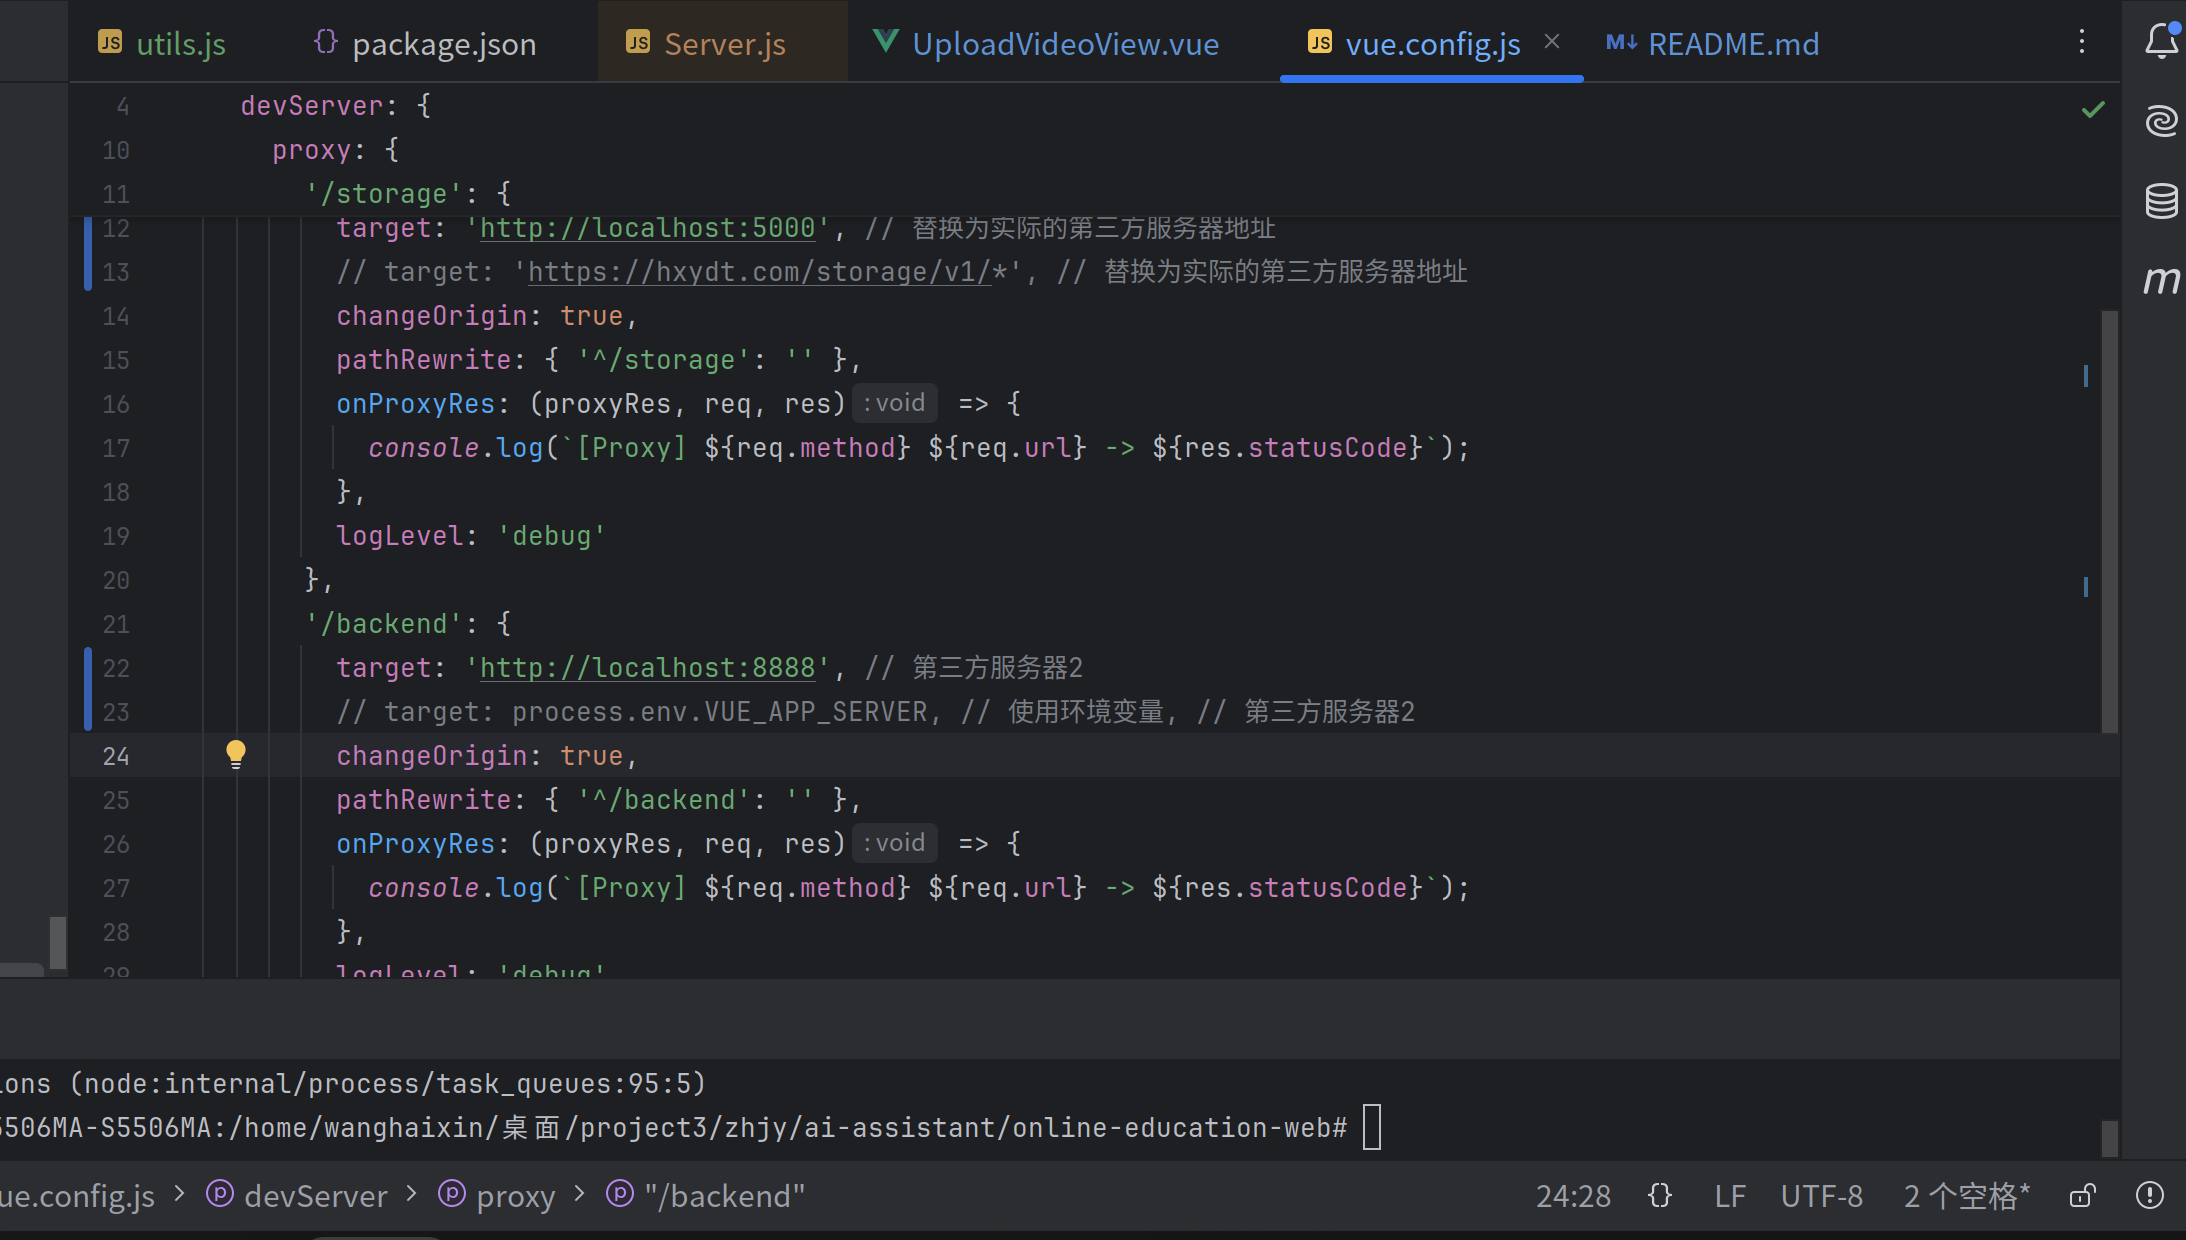 utils.js
package.json
Server.js
UploadVideoView.vue
vue.config.js
README.md
4 devServer: {
10 proxy: {
11 '/storage': {
12 target: 'http://localhost:5000', // 替换为实际的第三方服务器地址
13 // target: 'https://hxydt.com/storage/v1/*', // 替换为实际的第三方服务器地址
14 changeOrigin: true,
15 pathRewrite: { '^/storage': '' },
16 onProxyRes: (proxyRes, req, res) :void => {
17 console.log(`[Proxy] ${req.method} ${req.url} -> ${res.statusCode}`);
18 },
19 logLevel: 'debug'
20 },
21 '/backend': {
22 target: 'http://localhost:8888', // 第三方服务器2
23 // target: process.env.VUE_APP_SERVER, // 使用环境变量, // 第三方服务器2
24 changeOrigin: true,
25 pathRewrite: { '^/backend': '' },
26 onProxyRes: (proxyRes, req, res) :void => {
27 console.log(`[Proxy] ${req.method} ${req.url} -> ${res.statusCode}`);
28 },
29 logLevel: 'debug'
ions (node:internal/process/task_queues:95:5)
5506MA-S5506MA:/home/wanghaixin/桌面/project3/zhjy/ai-assistant/online-education-web#
ue.config.js > devServer > proxy > "/backend"
24:28 {} LF UTF-8 2 个空格*